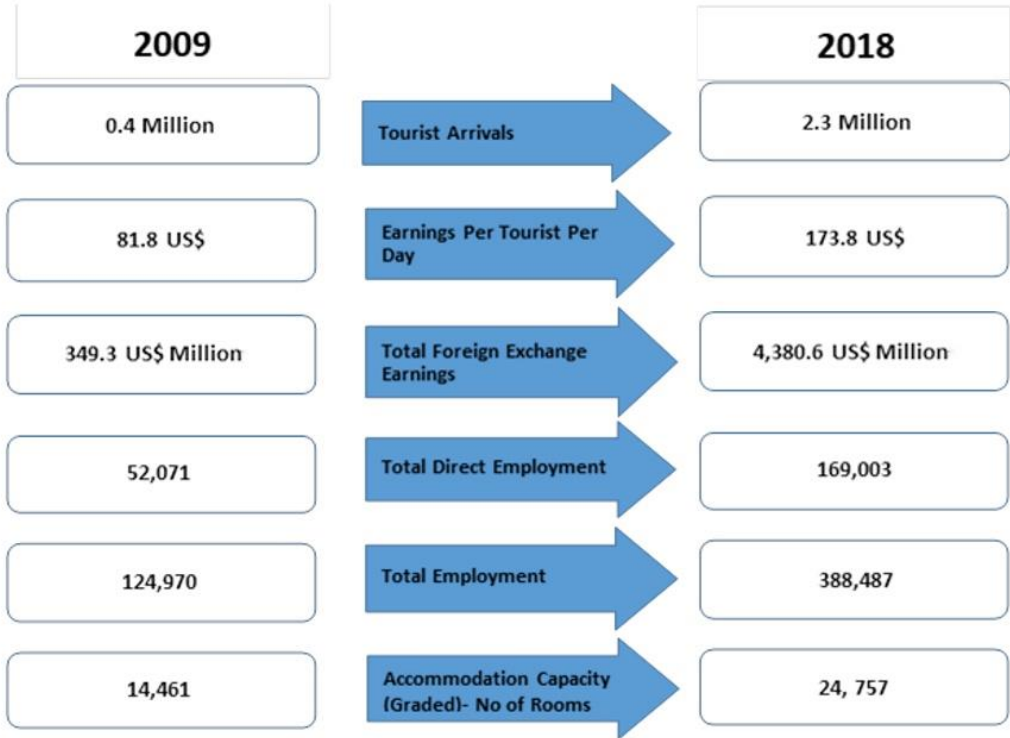 2009
2018
0.4 Million
Tourist Arrivals
2.3 Million
81.8 US$
Earnings Per Tourist Per
Day
173.8 US$
349.3 US$ Million
Total Foreign Exchange
Earnings
4,380.6 US$ Million
52,071
Total Direct Employment
169,003
124,970
Total Employment
388,487
14,461
Accommodation Capacity
(Graded)- No of Rooms
24, 757